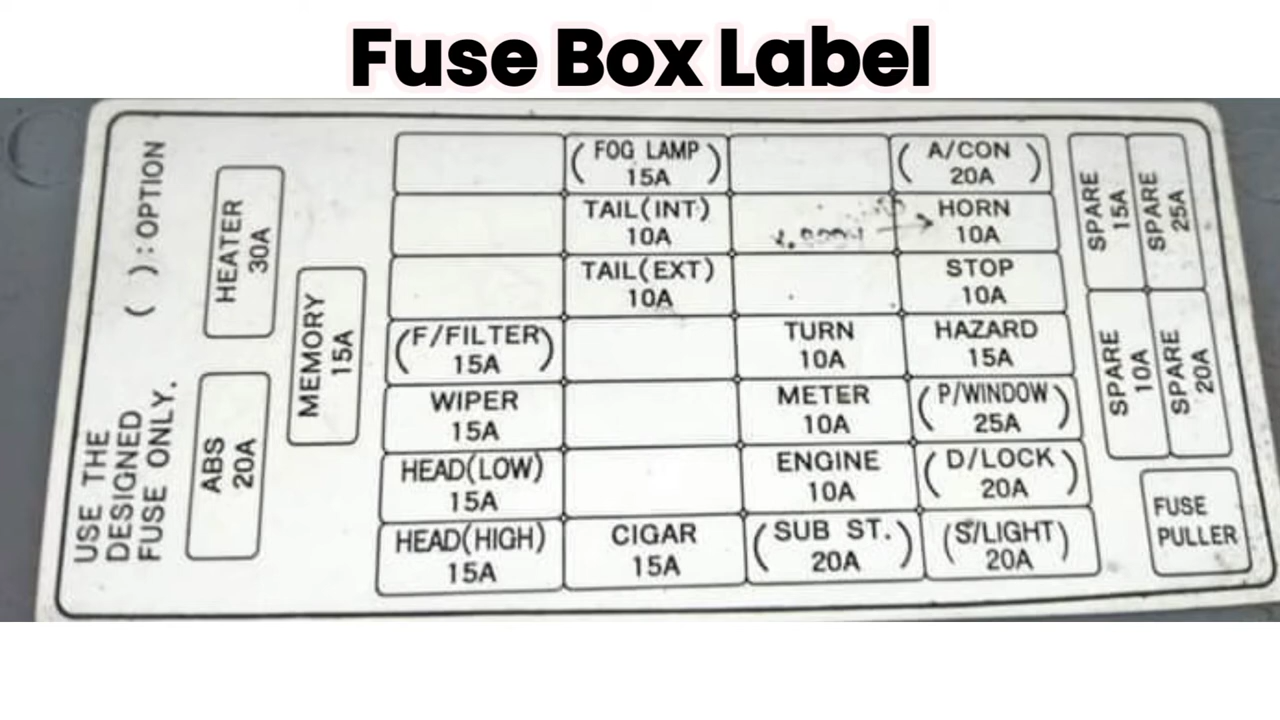 Fuse Box Label
( ) : OPTION
USE THE
DESIGNED
FUSE ONLY.
HEATER
30A
ABS
20A
MEMORY
15A
(FOG LAMP)
15A
(A/CON)
20A
TAIL(INT)
10A
HORN
10A
TAIL(EXT)
10A
STOP
10A
(F/FILTER)
15A
TURN
10A
HAZARD
15A
WIPER
15A
METER
10A
(P/WINDOW)
25A
HEAD(LOW)
15A
ENGINE
10A
(D/LOCK)
20A
HEAD(HIGH)
15A
CIGAR
15A
(SUB ST.)
20A
(S/LIGHT)
20A
SPARE
15A
SPARE
25A
SPARE
10A
SPARE
20A
FUSE
PULLER